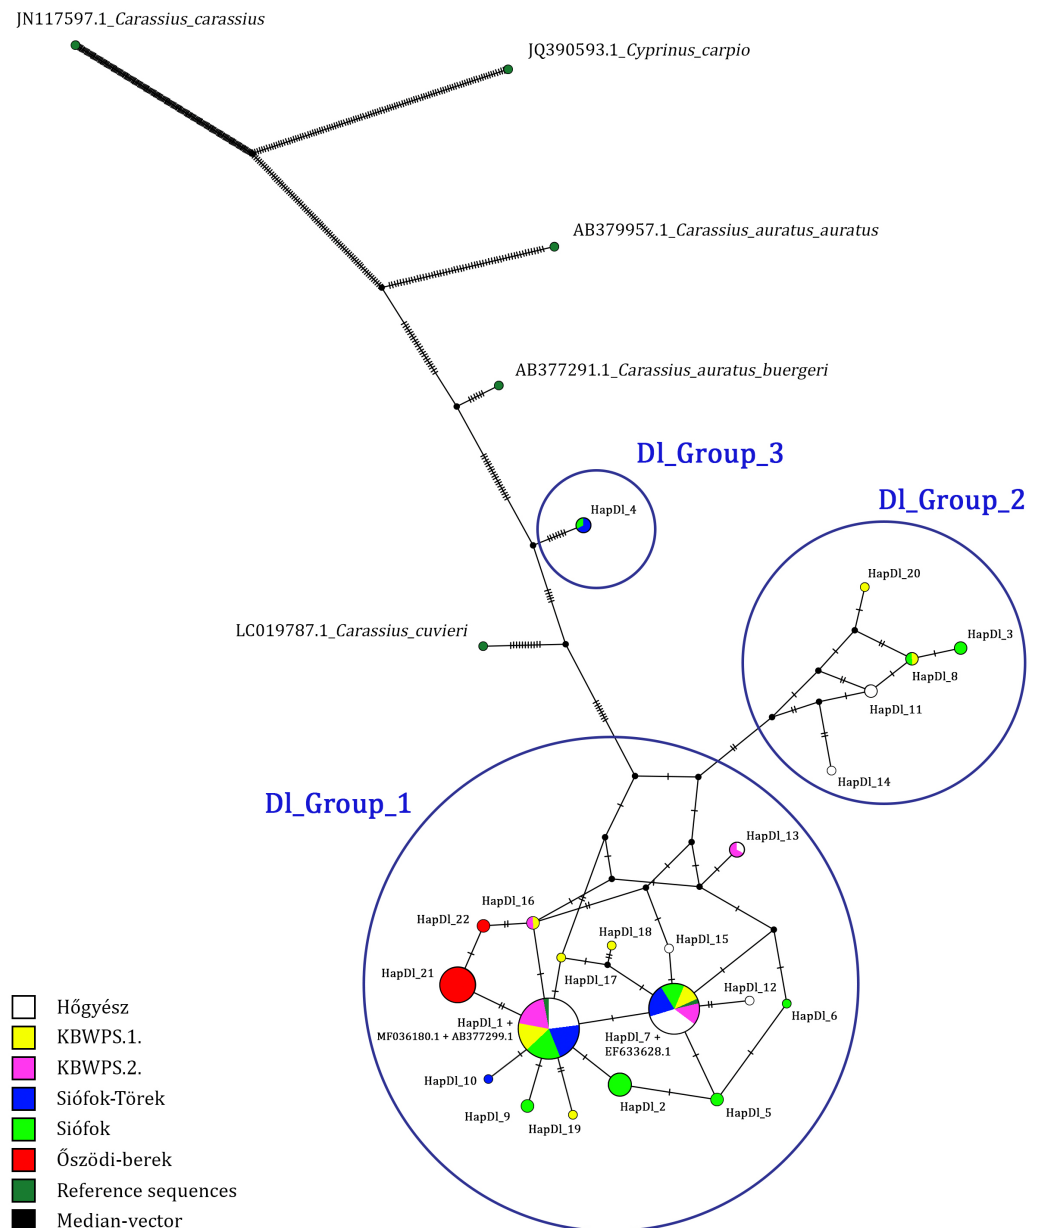 JN117597.1_Carassius_carassius
JQ390593.1_Cyprinus_carpio
AB379957.1_Carassius_auratus_auratus
AB377291.1_Carassius_auratus_buergeri
Dl_Group_3
HapDl_4
Dl_Group_2
HapDl_20
HapDl_3
HapDl_8
HapDl_11
HapDl_14
LC019787.1_Carassius_cuvieri
Dl_Group_1
HapDl_13
HapDl_16
HapDl_22
HapDl_18
HapDl_15
HapDl_21
HapDl_17
HapDl_12
HapDl_6
HapDl_1 +
MF036180.1 + AB377299.1
HapDl_7 +
EF633628.1
HapDl_10
HapDl_9
HapDl_19
HapDl_2
HapDl_5
Hőgyész
KBWPS.1.
KBWPS.2.
Siófok-Törek
Siófok
Őszödi-berek
Reference sequences
Median-vector